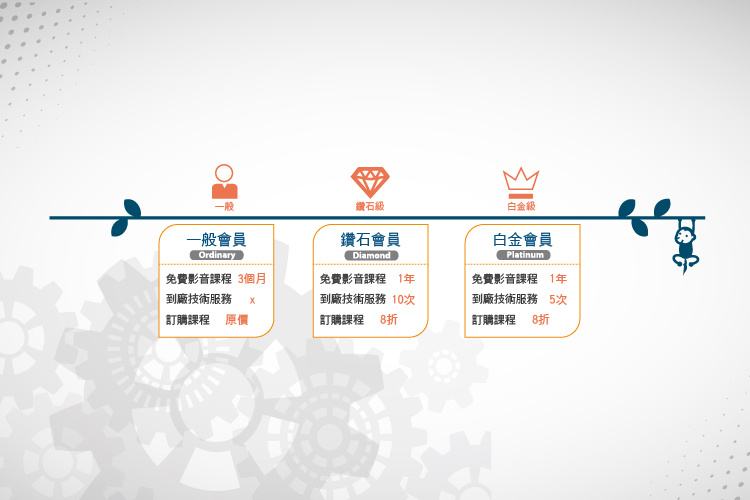 一般
鑽石級
白金級
一般會員
Ordinary
免費影音課程 3個月
到廠技術服務 x
訂購課程 原價
鑽石會員
Diamond
免費影音課程 1年
到廠技術服務 10次
訂購課程 8折
白金會員
Platinum
免費影音課程 1年
到廠技術服務 5次
訂購課程 8折